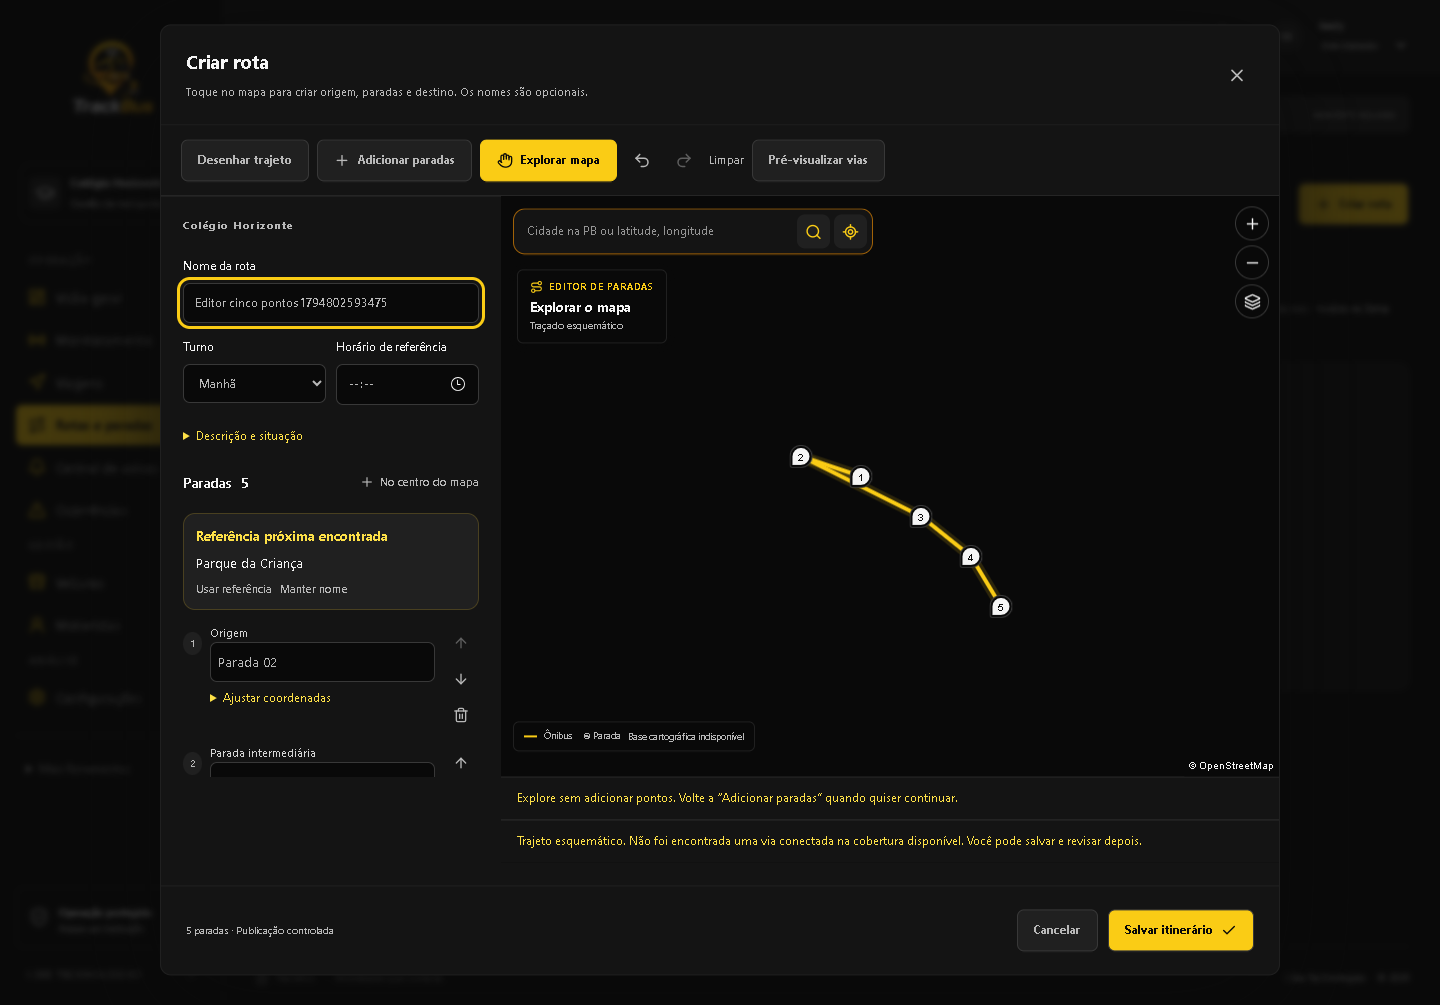 Criar rota
Toque no mapa para criar origem, paradas e destino. Os nomes são opcionais.
Desenhar trajeto
Adicionar paradas
Explorar mapa
Limpar
Pré-visualizar vias
Colégio Horizonte
Nome da rota
Editor cinco pontos 1794802593475
Turno
Horário de referência
Manhã
--:--
Descrição e situação
Paradas 5
No centro do mapa
Referência próxima encontrada
Parque da Criança
Usar referência Manter nome
1
Origem
Parada 02
Ajustar coordenadas
2
Parada intermediária
Cidade na PB ou latitude, longitude
EDITOR DE PARADAS
Explorar o mapa
Traçado esquemático
2
1
3
4
5
Ônibus
Parada
Base cartográfica indisponível
© OpenStreetMap
Explore sem adicionar pontos. Volte a “Adicionar paradas” quando quiser continuar.
Trajeto esquemático. Não foi encontrada uma via conectada na cobertura disponível. Você pode salvar e revisar depois.
5 paradas · Publicação controlada
Cancelar
Salvar itinerário